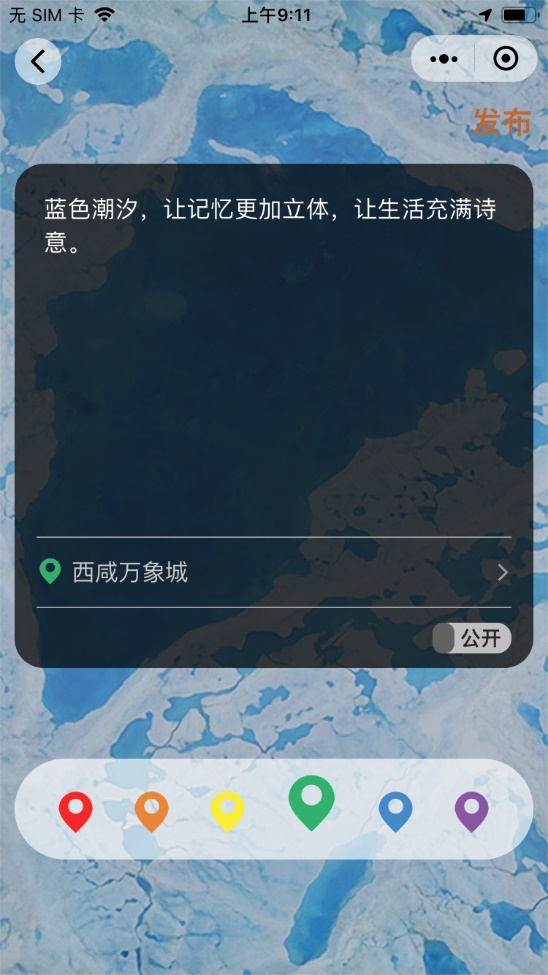 无 SIM 卡
上午9:11
发布
蓝色潮汐，让记忆更加立体，让生活充满诗
意。
西咸万象城
公开